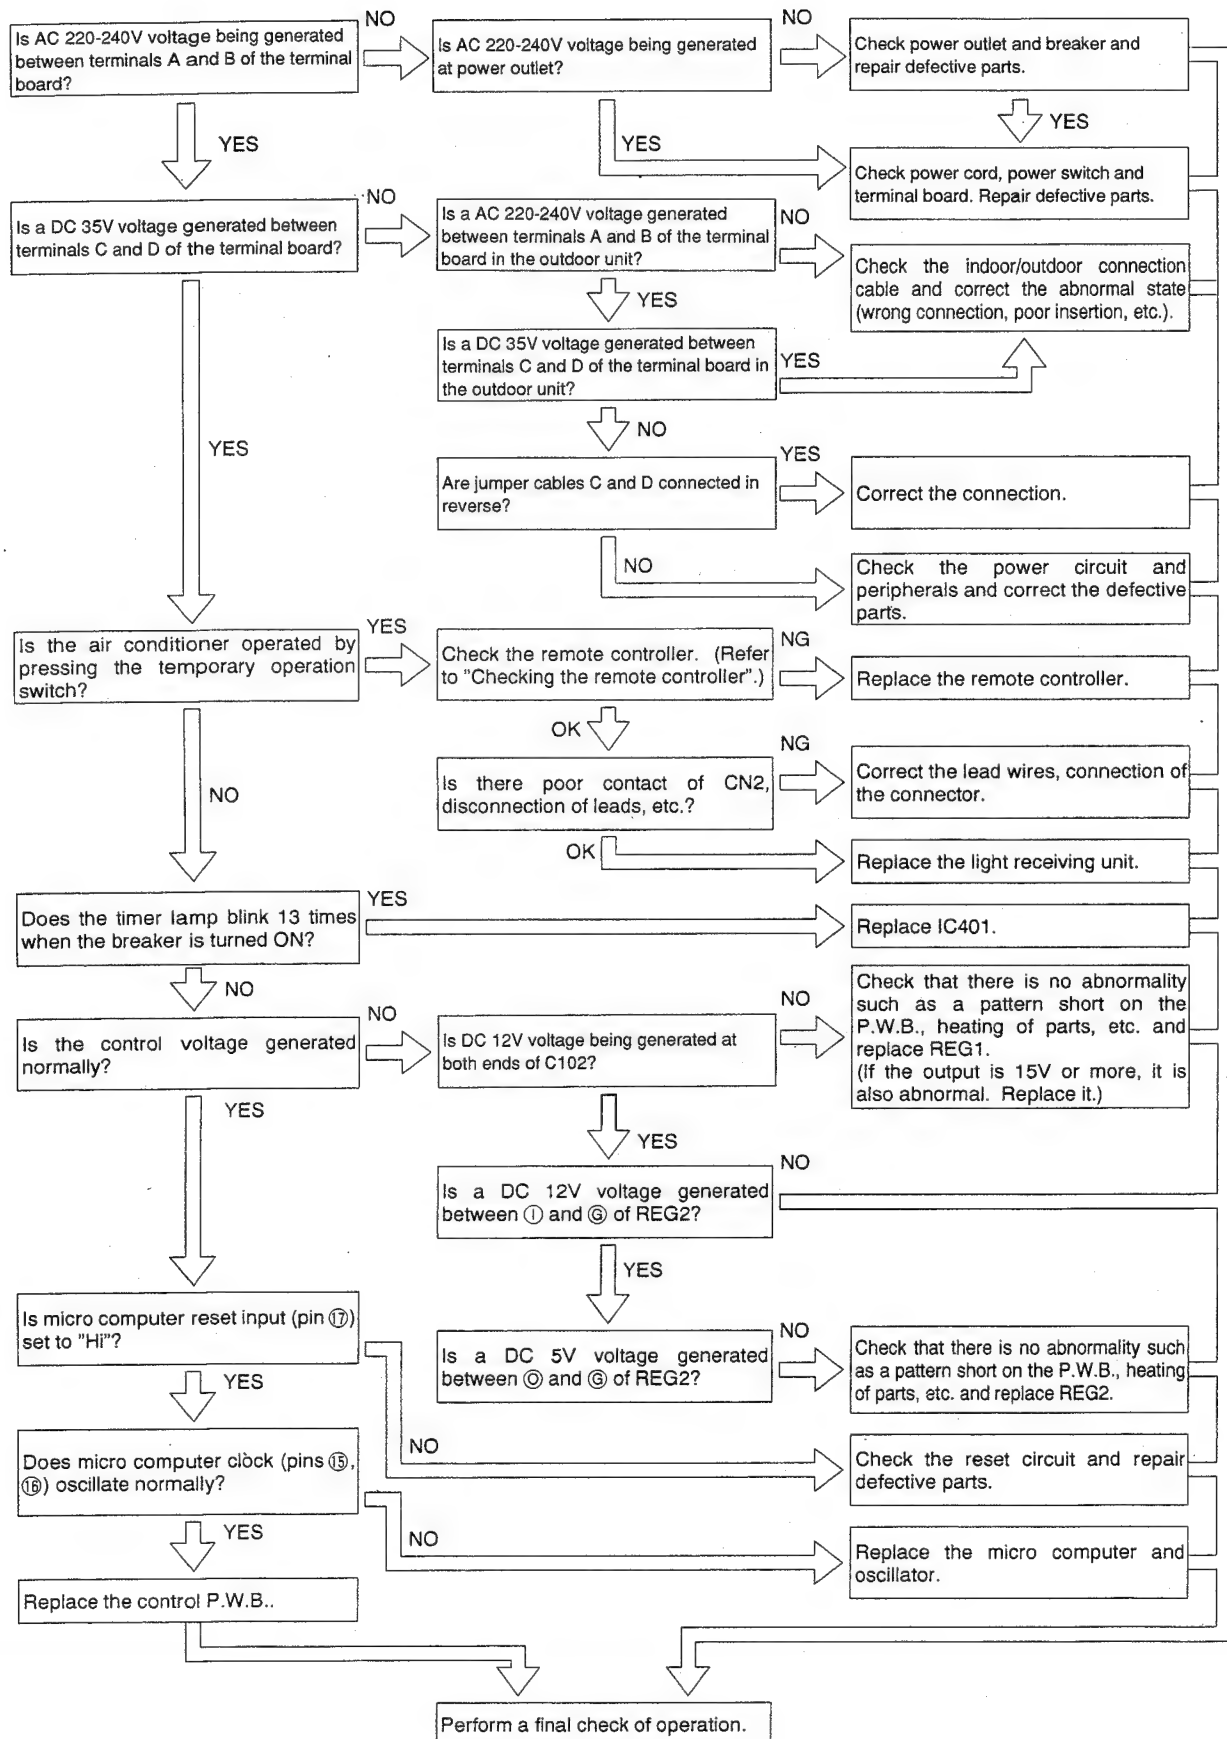 Is AC 220-240V voltage being generated
between terminals A and B of the terminal
board?
NO
Is AC 220-240V voltage being generated
at power outlet?
NO
Check power outlet and breaker and
repair defective parts.
YES
YES
YES
Check power cord, power switch and
terminal board. Repair defective parts.
Is a DC 35V voltage generated between
terminals C and D of the terminal board?
NO
Is a AC 220-240V voltage generated
between terminals A and B of the terminal
board in the outdoor unit?
NO
Check the indoor/outdoor connection
cable and correct the abnormal state
(wrong connection, poor insertion, etc.).
YES
Is a DC 35V voltage generated between
terminals C and D of the terminal board in
the outdoor unit?
YES
NO
YES
Are jumper cables C and D connected in
reverse?
YES
Correct the connection.
NO
Check the power circuit and
peripherals and correct the defective
parts.
Is the air conditioner operated by
pressing the temporary operation
switch?
YES
Check the remote controller. (Refer
to "Checking the remote controller".)
NG
Replace the remote controller.
OK
NO
Is there poor contact of CN2,
disconnection of leads, etc.?
NG
Correct the lead wires, connection of
the connector.
OK
Replace the light receiving unit.
Does the timer lamp blink 13 times
when the breaker is turned ON?
YES
Replace IC401.
NO
Is the control voltage generated
normally?
NO
Is DC 12V voltage being generated at
both ends of C102?
NO
Check that there is no abnormality
such as a pattern short on the
P.W.B., heating of parts, etc. and
replace REG1.
(If the output is 15V or more, it is
also abnormal. Replace it.)
YES
YES
Is a DC 12V voltage generated
between Ⓘ and Ⓖ of REG2?
NO
YES
Is micro computer reset input (pin ⑰)
set to "Hi"?
Is a DC 5V voltage generated
between Ⓞ and Ⓖ of REG2?
NO
Check that there is no abnormality such
as a pattern short on the P.W.B., heating
of parts, etc. and replace REG2.
YES
NO
Check the reset circuit and repair
defective parts.
Does micro computer clock (pins ⑮,
⑯) oscillate normally?
YES
NO
Replace the micro computer and
oscillator.
Replace the control P.W.B..
Perform a final check of operation.